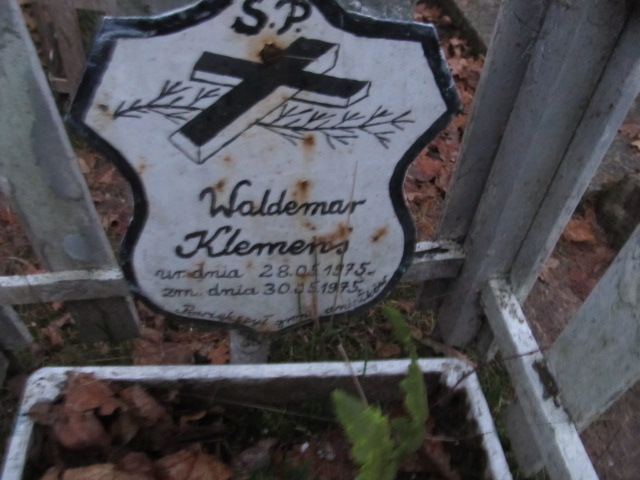 S.P.
Waldemar
Klemens
ur. dnia 28.05.1975.
zm. dnia 30.05.1975.